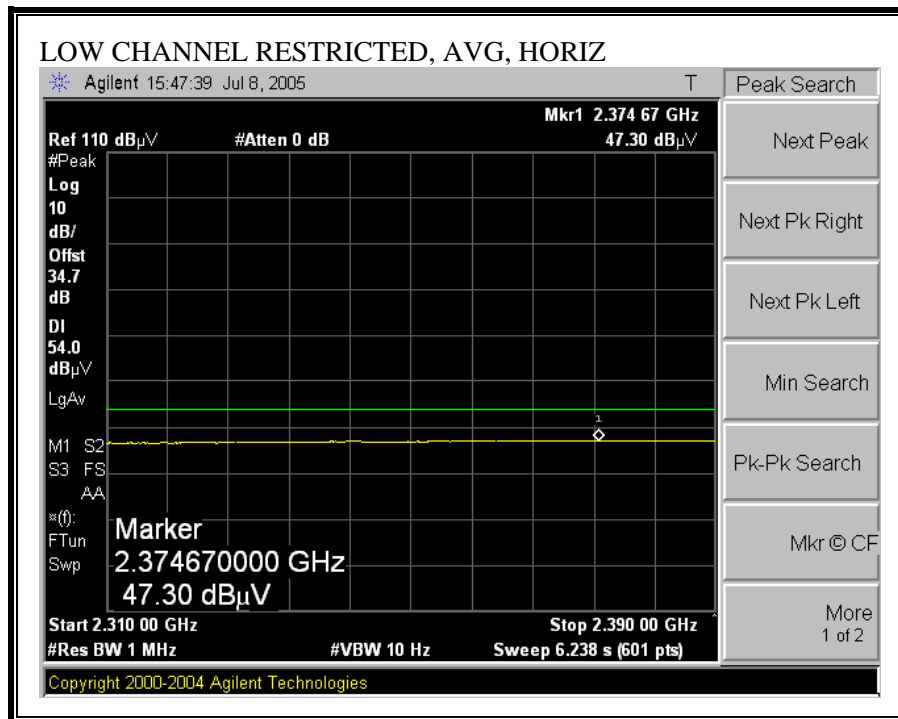 LOW CHANNEL RESTRICTED, AVG, HORIZ
Agilent 15:47:39 Jul 8, 2005 T
Peak Search
Mkr1 2.374 67 GHz
Ref 110 dBµV #Atten 0 dB 47.30 dBµV
#Peak
Log
10
dB/
Offst
34.7
dB
DI
54.0
dBµV
LgAv
1
M1 S2
S3 FS
AA
¤(f):
FTun
Swp
Marker
2.374670000 GHz
47.30 dBµV
Start 2.310 00 GHz Stop 2.390 00 GHz
#Res BW 1 MHz #VBW 10 Hz Sweep 6.238 s (601 pts)
Copyright 2000-2004 Agilent Technologies
Next Peak
Next Pk Right
Next Pk Left
Min Search
Pk-Pk Search
Mkr © CF
More
1 of 2